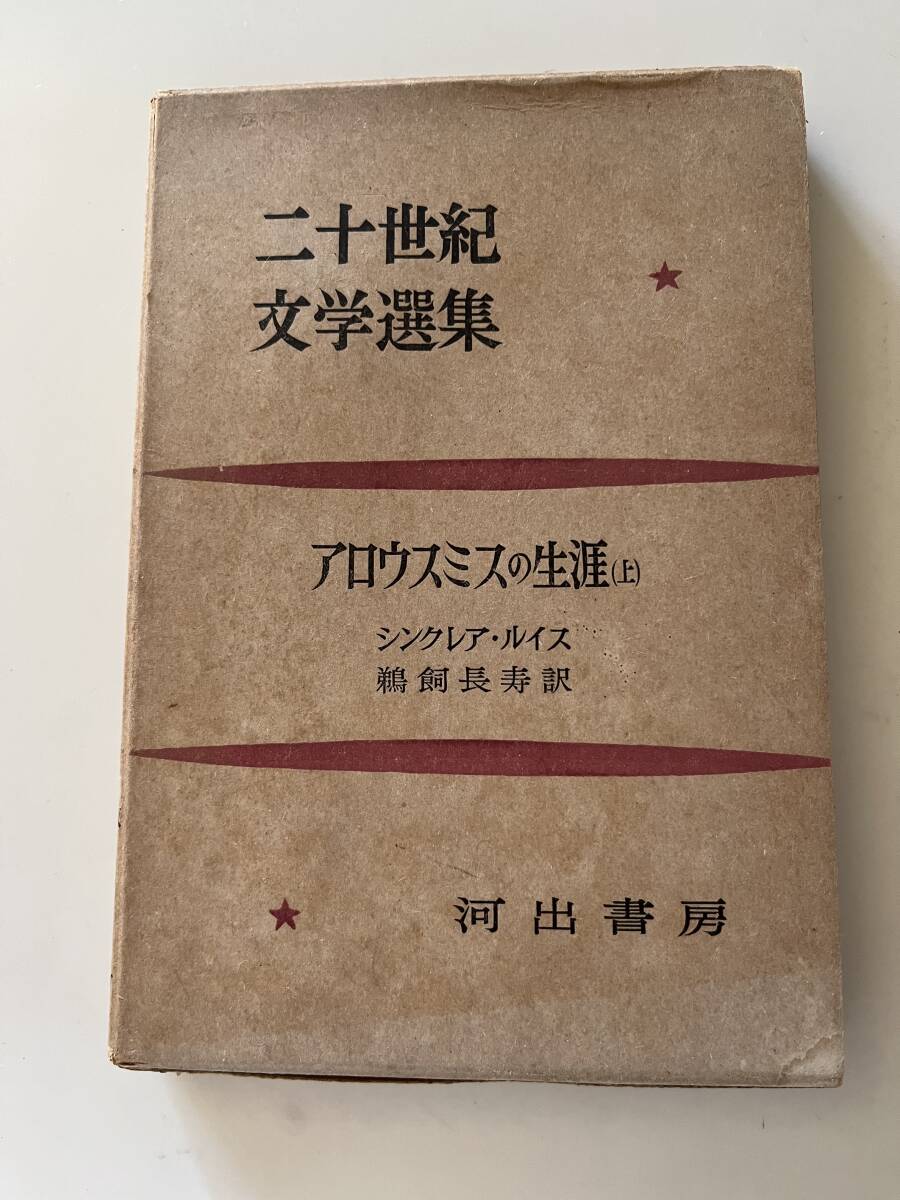 二十世紀
文学選集
アロウスミスの生涯(上)
シンクレア・ルイス
鵜飼長寿訳
河出書房